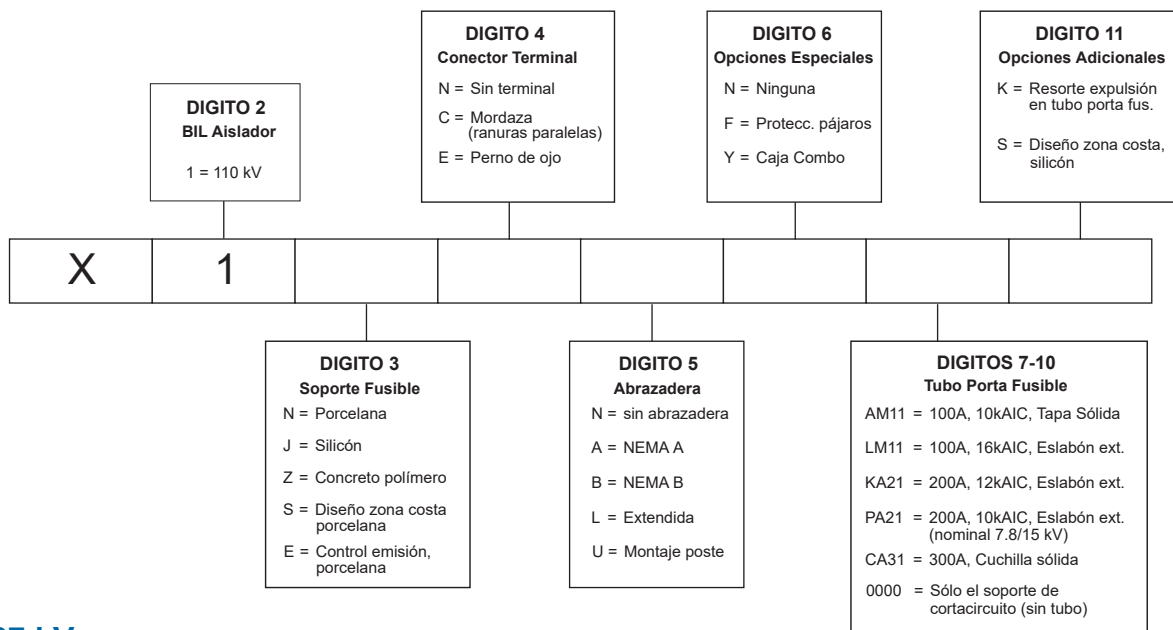 DIGITO 4
Conector Terminal
N = Sin terminal
C = Mordaza
(ranuras paralelas)
E = Perno de ojo
DIGITO 6
Opciones Especiales
N = Ninguna
F = Protecc. pájaros
Y = Caja Combo
DIGITO 11
Opciones Adicionales
K = Resorte expulsión
en tubo porta fus.
S = Diseño zona costa,
silicón
DIGITO 2
BIL Aislador
1 = 110 kV
X 1
DIGITO 3
Soporte Fusible
N = Porcelana
J = Silicón
Z = Concreto polímero
S = Diseño zona costa
porcelana
E = Control emisión,
porcelana
DIGITO 5
Abrazadera
N = sin abrazadera
A = NEMA A
B = NEMA B
L = Extendida
U = Montaje poste
DIGITOS 7-10
Tubo Porta Fusible
AM11 = 100A, 10kAIC, Tapa Sólida
LM11 = 100A, 16kAIC, Eslabón ext.
KA21 = 200A, 12kAIC, Eslabón ext.
PA21 = 200A, 10kAIC, Eslabón ext.
(nominal 7.8/15 kV)
CA31 = 300A, Cuchilla sólida
0000 = Sólo el soporte de
cortacircuito (sin tubo)